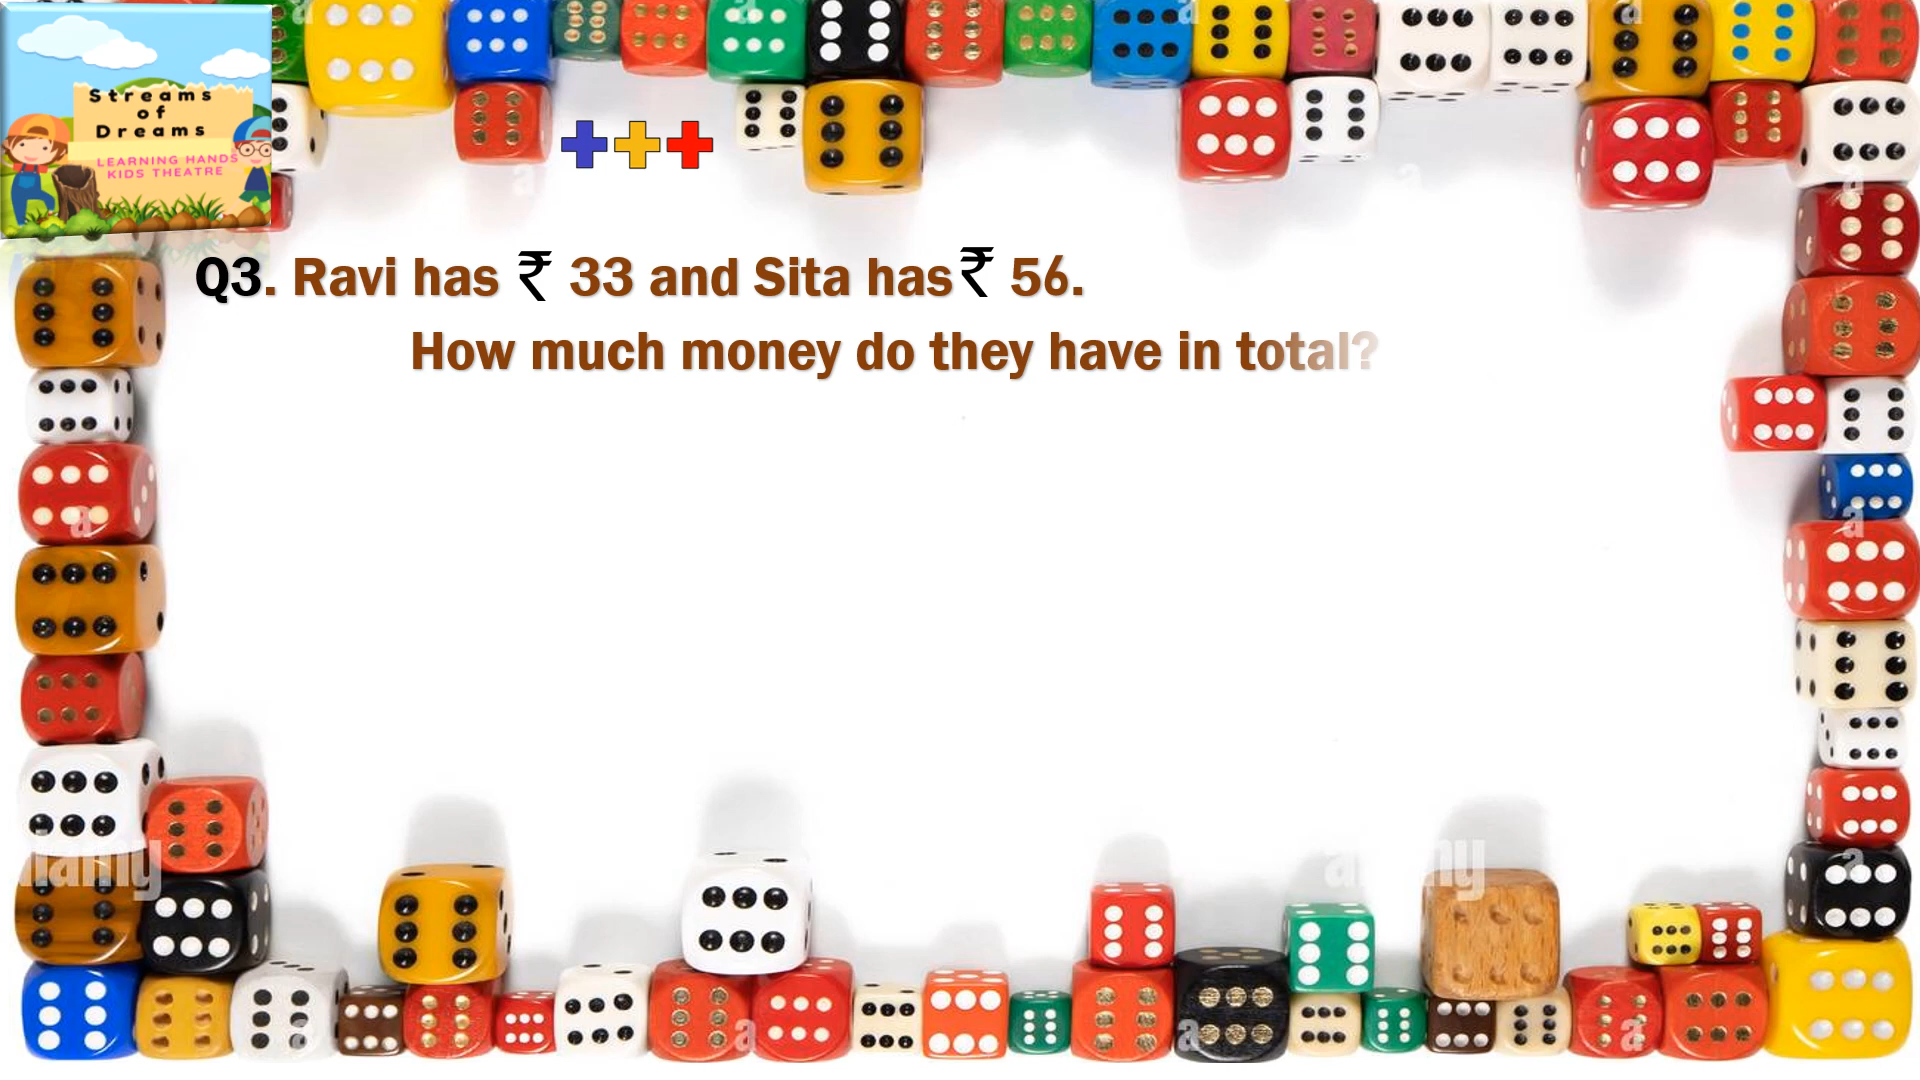 Streams
of
Dreams
LEARNING HANDS
KIDS THEATRE
Q3. Ravi has ₹ 33 and Sita has ₹ 56.
How much money do they have in total?
a
alamy